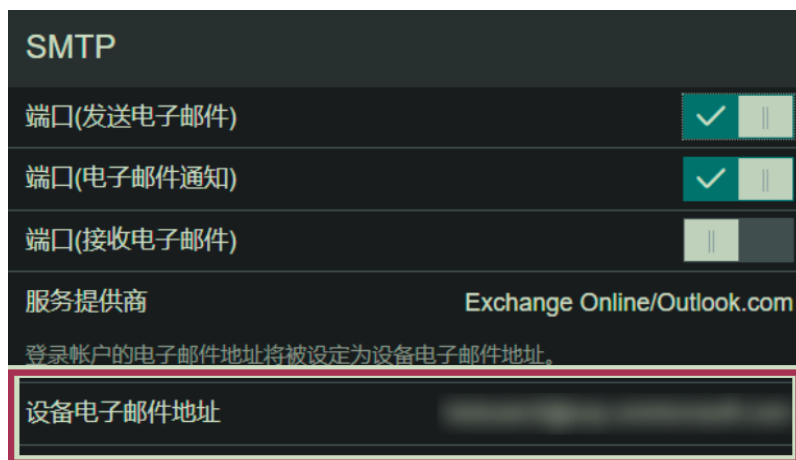 SMTP
端口(发送电子邮件)
端口(电子邮件通知)
端口(接收电子邮件)
服务提供商 Exchange Online/Outlook.com
登录帐户的电子邮件地址将被设定为设备电子邮件地址。
设备电子邮件地址